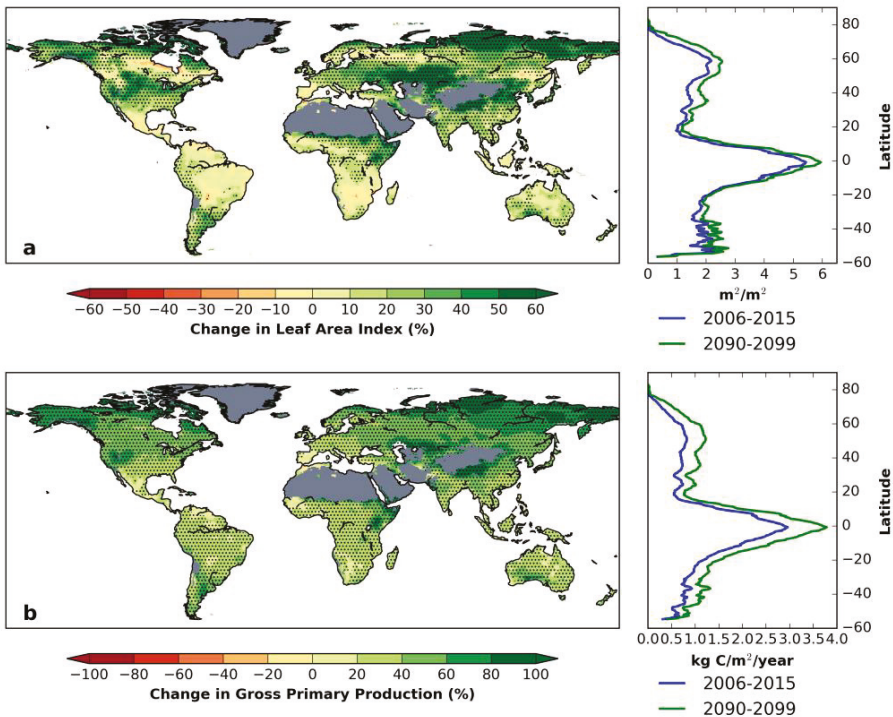 80
60
40
20
0
−20
−40
−60
Latitude
a
0 1 2 3 4 5 6
m²/m²
−60 −50 −40 −30 −20 −10 0 10 20 30 40 50 60
Change in Leaf Area Index (%)
2006-2015
2090-2099
80
60
40
20
0
−20
−40
−60
Latitude
b
0.00.51.01.52.02.53.03.54.0
kg C/m²/year
−100 −80 −60 −40 −20 0 20 40 60 80 100
Change in Gross Primary Production (%)
2006-2015
2090-2099